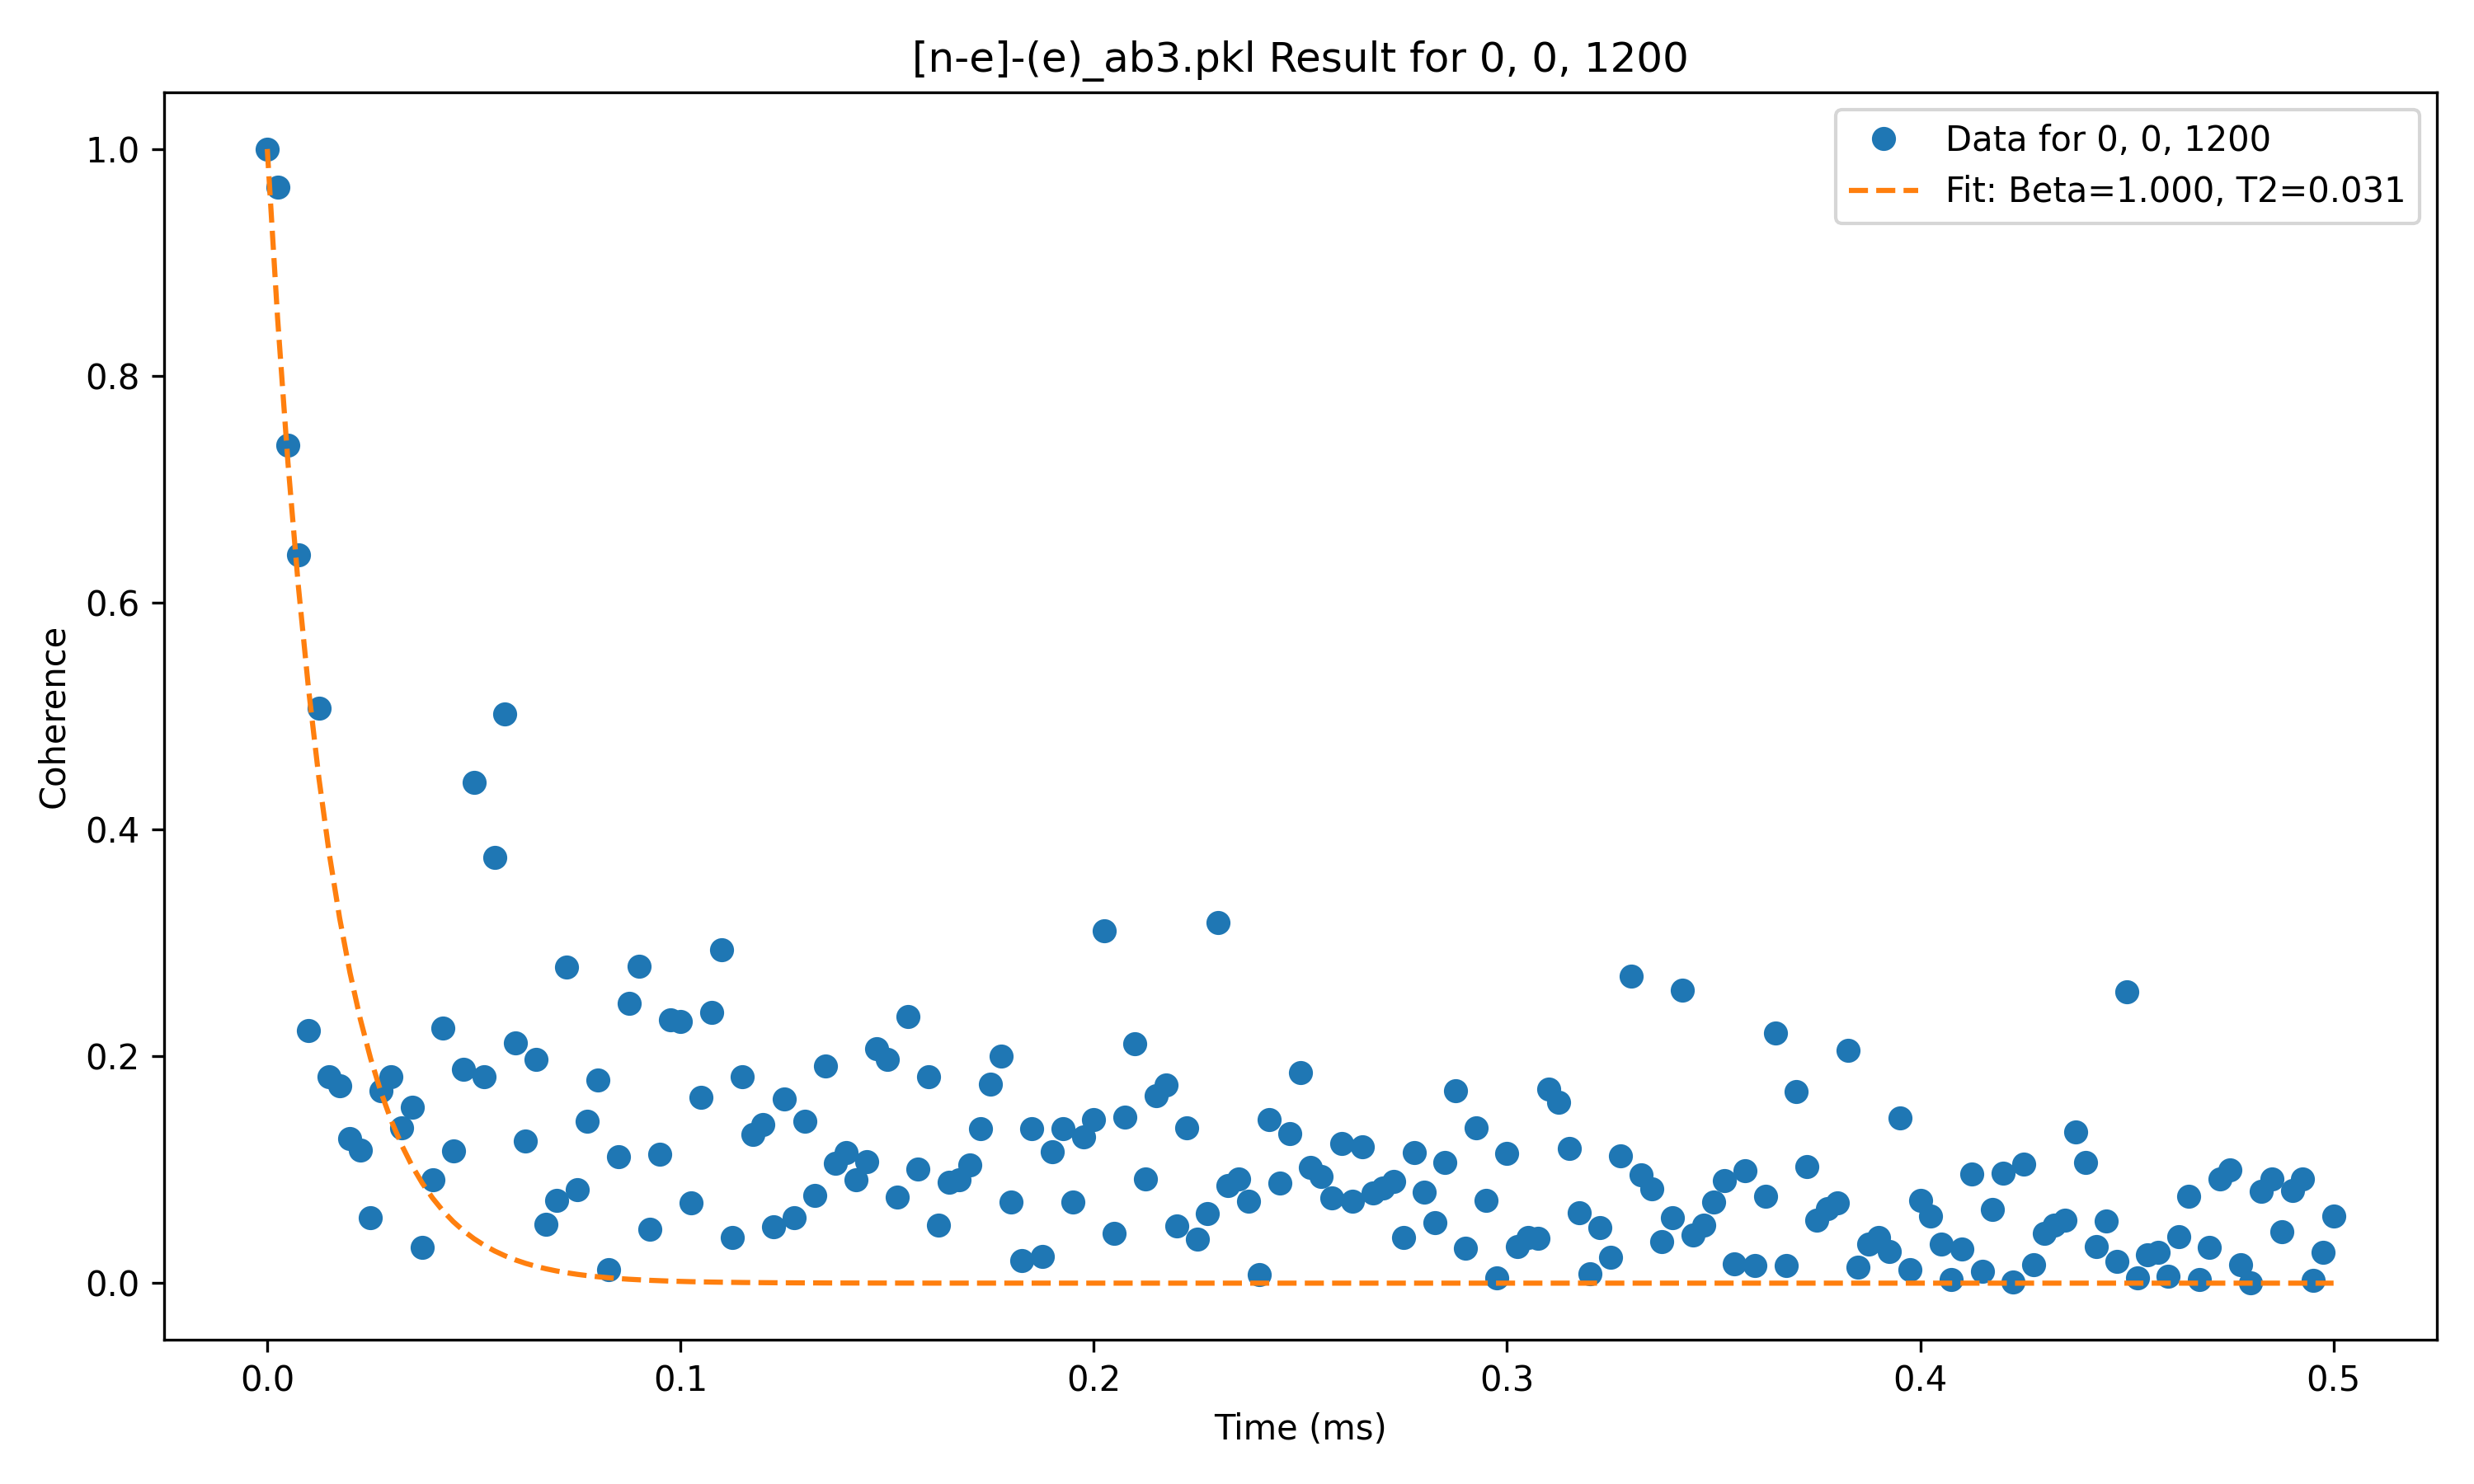 [n-e]-(e)_ab3.pkl Result for 0, 0, 1200
Data for 0, 0, 1200
Fit: Beta=1.000, T2=0.031
Coherence
1.0
0.8
0.6
0.4
0.2
0.0
0.0 0.1 0.2 0.3 0.4 0.5
Time (ms)